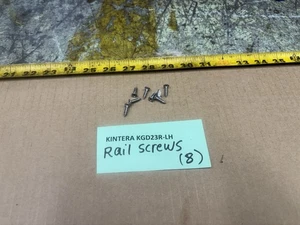 KINTERA KGD23R-LH
Rail screws
(8)